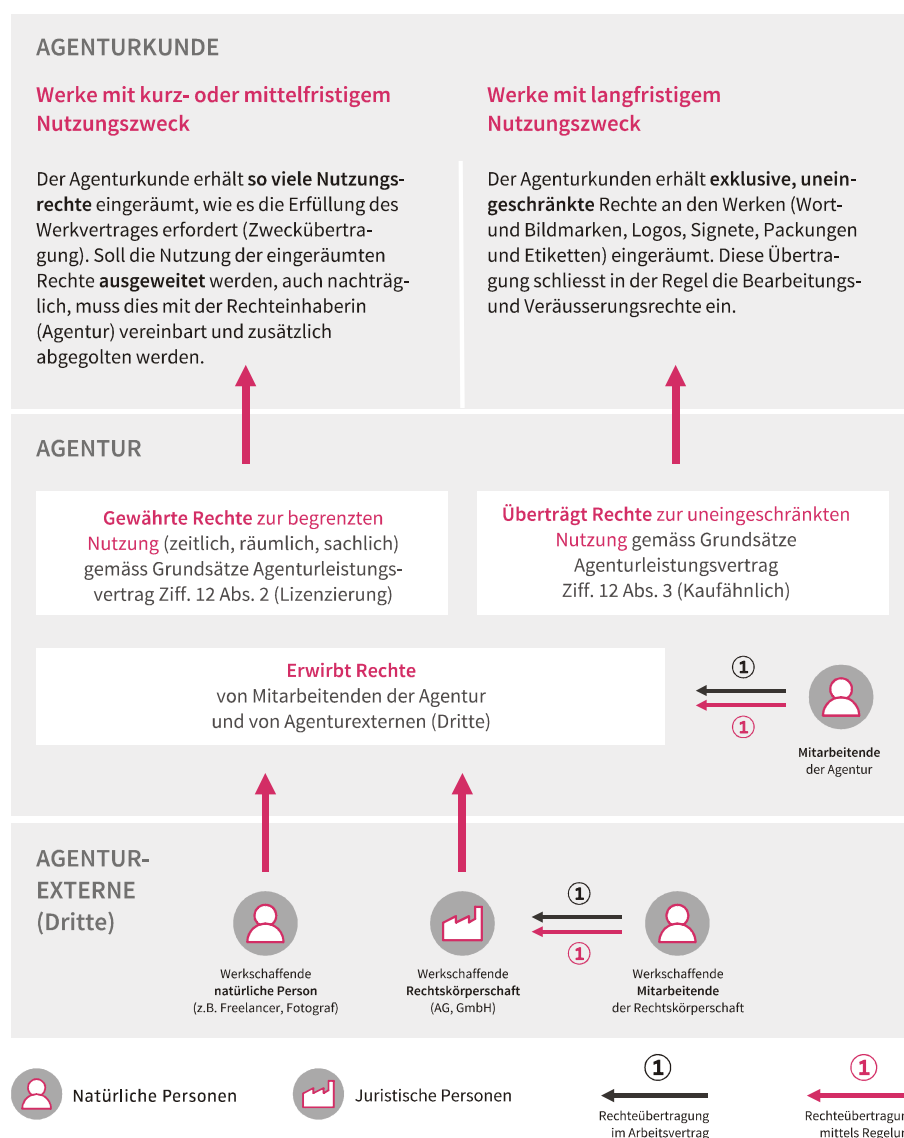 AGENTURKUNDE
Werke mit kurz- oder mittelfristigem
Nutzungszweck
Der Agenturkunde erhält so viele Nutzungs-
rechte eingeräumt, wie es die Erfüllung des
Werkvertrages erfordert (Zweckübertra-
gung). Soll die Nutzung der eingeräumten
Rechte ausgeweitet werden, auch nachträg-
lich, muss dies mit der Rechteinhaberin
(Agentur) vereinbart und zusätzlich
abgegolten werden.
Werke mit langfristigem
Nutzungszweck
Der Agenturkunden erhält exklusive, unein-
geschränkte Rechte an den Werken (Wort-
und Bildmarken, Logos, Signete, Packungen
und Etiketten) eingeräumt. Diese Übertra-
gung schliesst in der Regel die Bearbeitungs-
und Veräusserungsrechte ein.
AGENTUR
Gewährte Rechte zur begrenzten
Nutzung (zeitlich, räumlich, sachlich)
gemäss Grundsätze Agenturleistungs-
vertrag Ziff. 12 Abs. 2 (Lizenzierung)
Überträgt Rechte zur uneingeschränkten
Nutzung gemäss Grundsätze
Agenturleistungsvertrag
Ziff. 12 Abs. 3 (Kaufähnlich)
Erwirbt Rechte
von Mitarbeitenden der Agentur
und von Agenturexternen (Dritte)
1
1
Mitarbeitende
der Agentur
AGENTUR-
EXTERNE
(Dritte)
Werkschaffende
natürliche Person
(z.B. Freelancer, Fotograf)
Werkschaffende
Rechtskörperschaft
(AG, GmbH)
1
1
Werkschaffende
Mitarbeitende
der Rechtskörperschaft
Natürliche Personen
Juristische Personen
1
Rechteübertragung
im Arbeitsvertrag
1
mittels